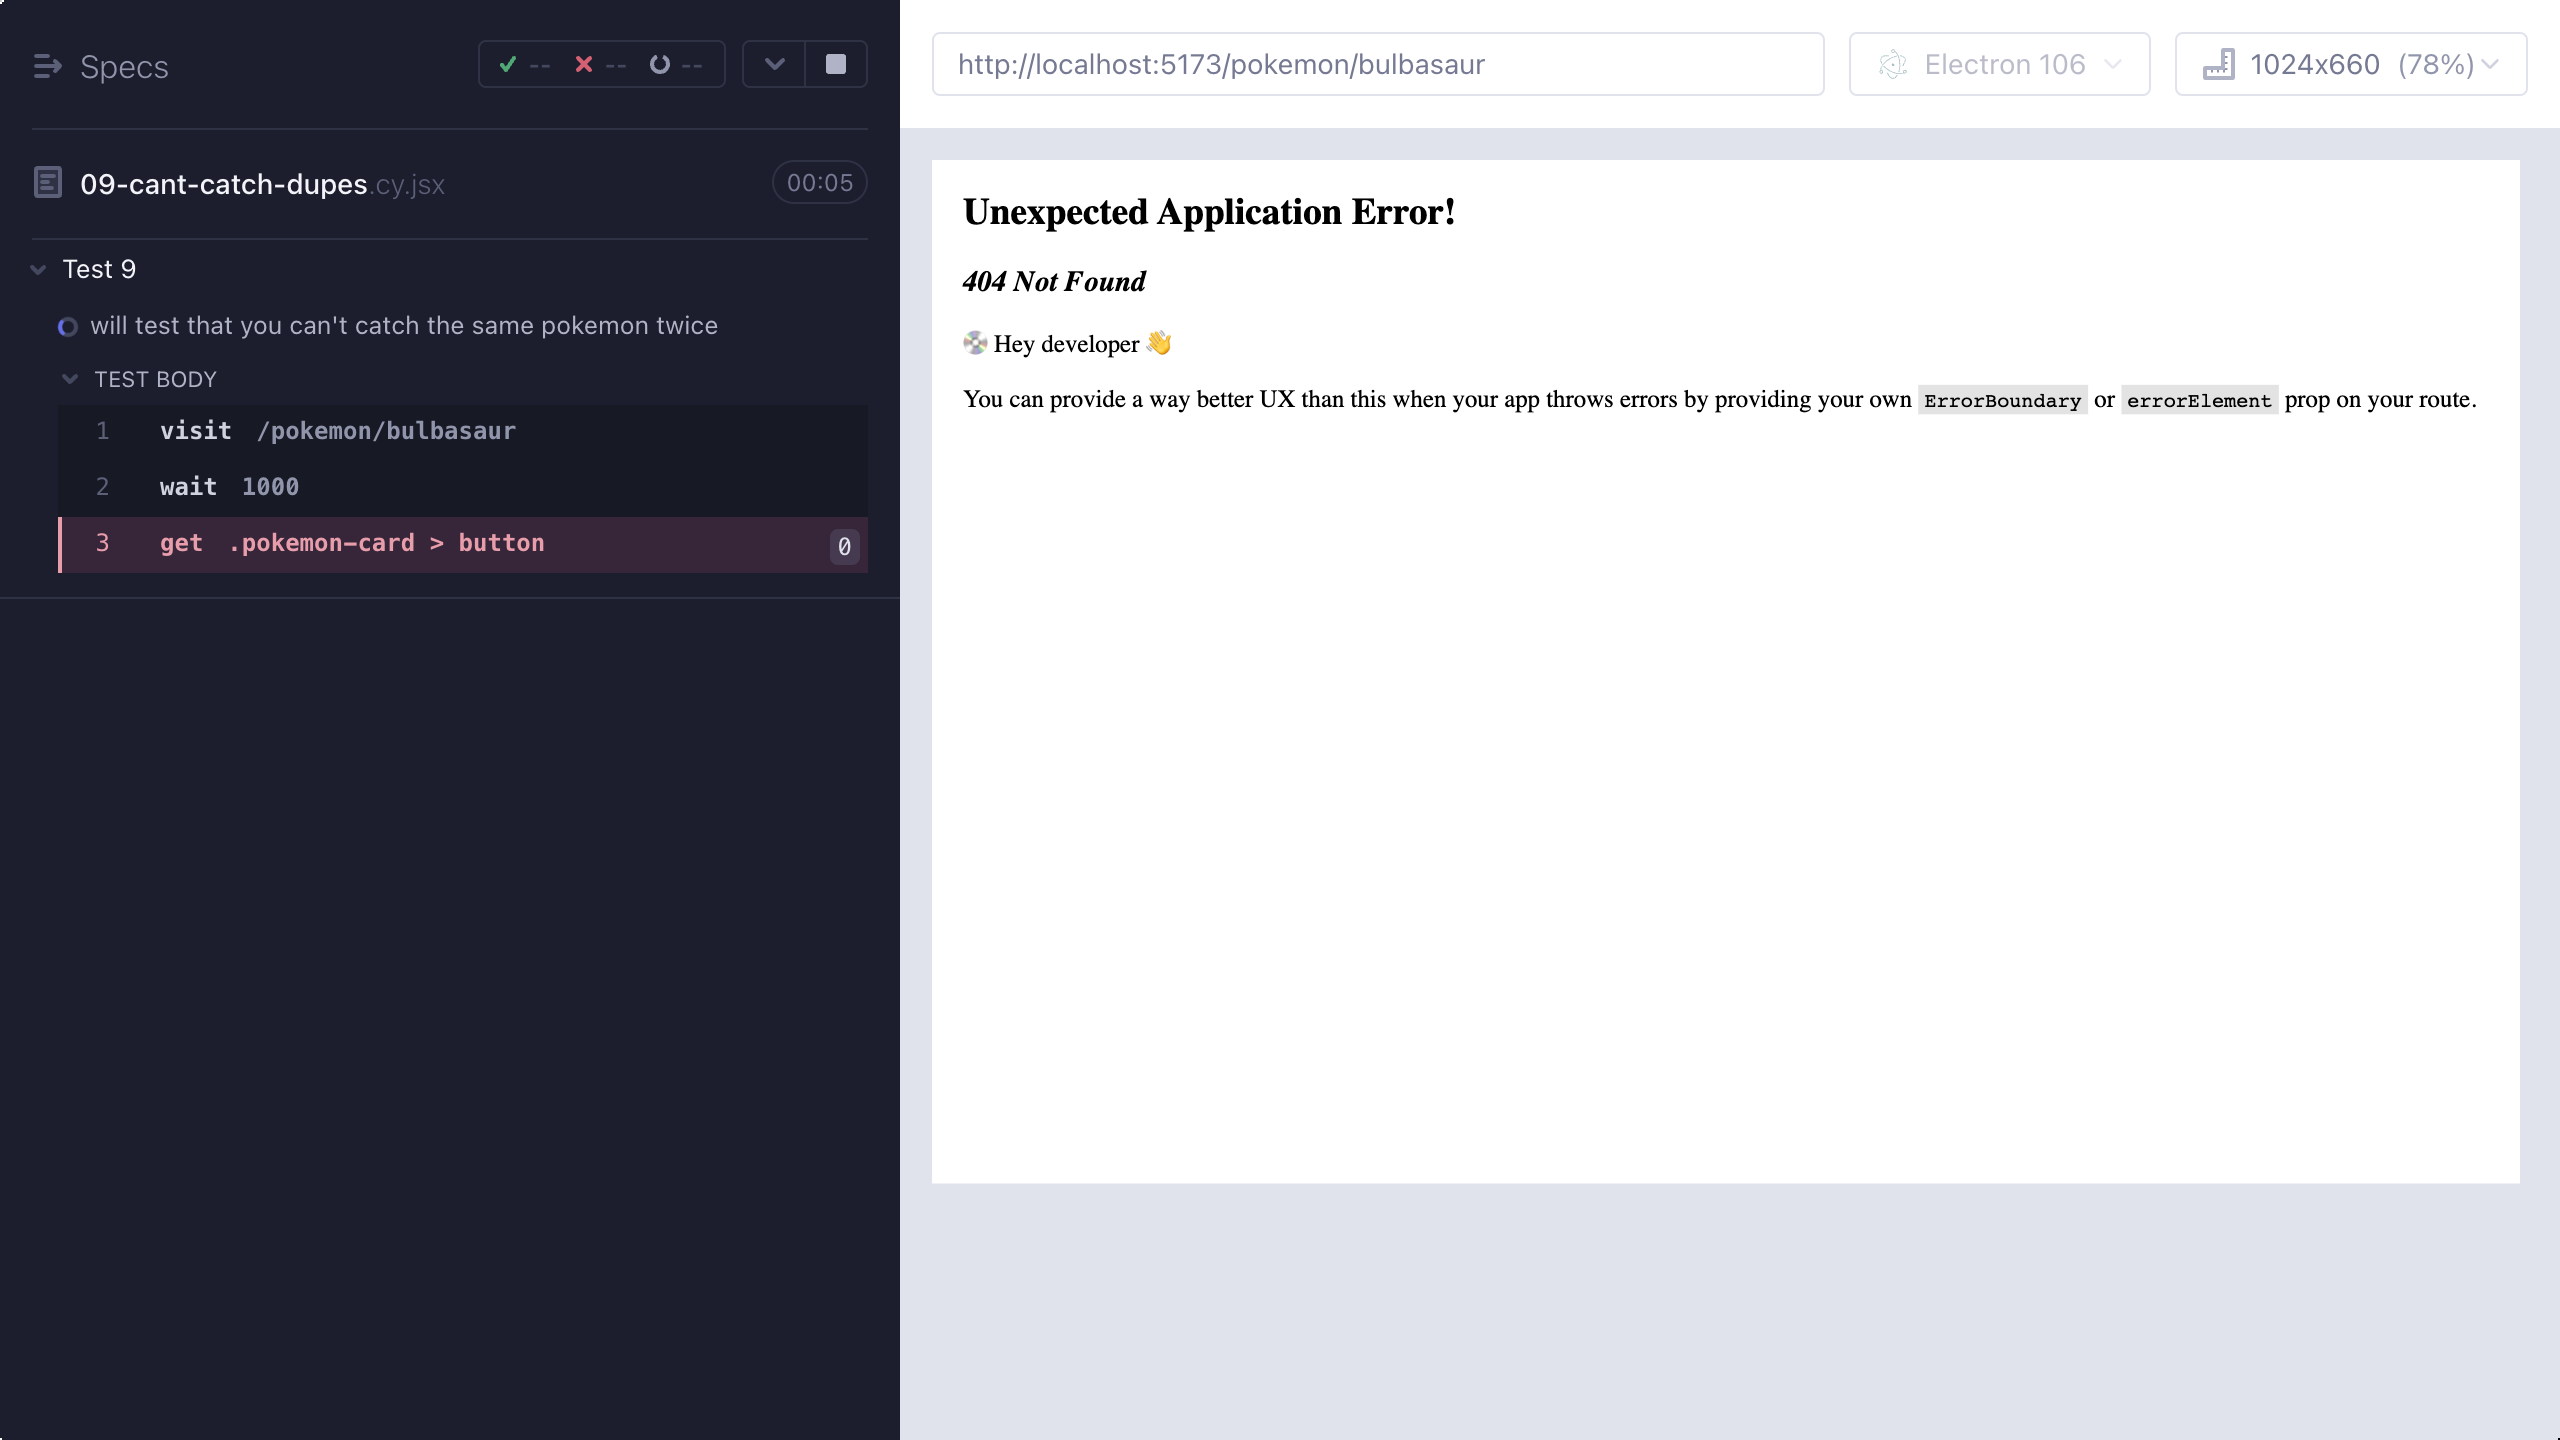 Specs
-- -- --
09-cant-catch-dupes.cy.jsx 00:05
Test 9
will test that you can't catch the same pokemon twice
TEST BODY
1 visit /pokemon/bulbasaur
2 wait 1000
3 get .pokemon-card > button 0
http://localhost:5173/pokemon/bulbasaur
Electron 106
1024x660 (78%)
Unexpected Application Error!
404 Not Found
💿 Hey developer 👋
You can provide a way better UX than this when your app throws errors by providing your own ErrorBoundary or errorElement prop on your route.